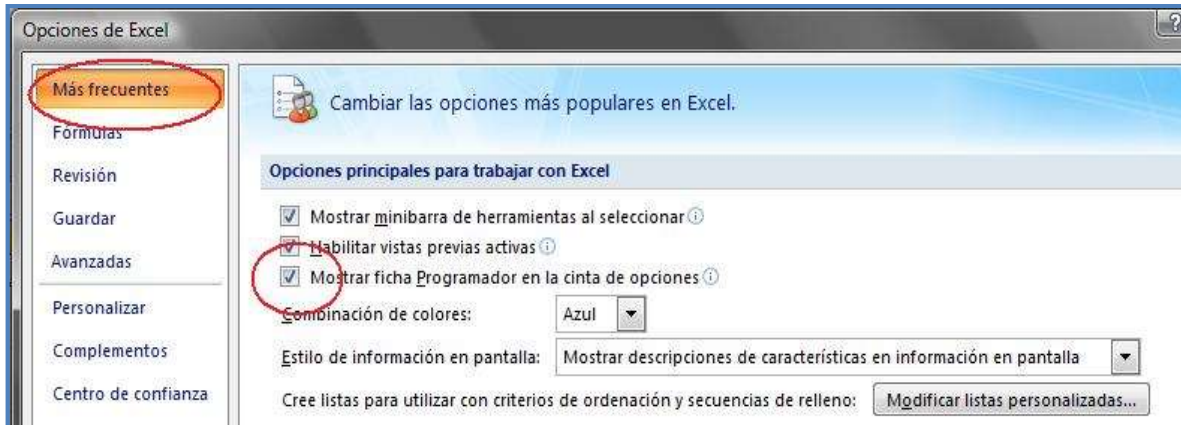 Opciones de Excel
?
Más frecuentes
Fórmulas
Revisión
Guardar
Avanzadas
Personalizar
Complementos
Centro de confianza
Cambiar las opciones más populares en Excel.
Opciones principales para trabajar con Excel
Mostrar minibarra de herramientas al seleccionar
Habilitar vistas previas activas
Mostrar ficha Programador en la cinta de opciones
Combinación de colores: Azul
Estilo de información en pantalla: Mostrar descripciones de características en información en pantalla
Cree listas para utilizar con criterios de ordenación y secuencias de relleno: Modificar listas personalizadas...